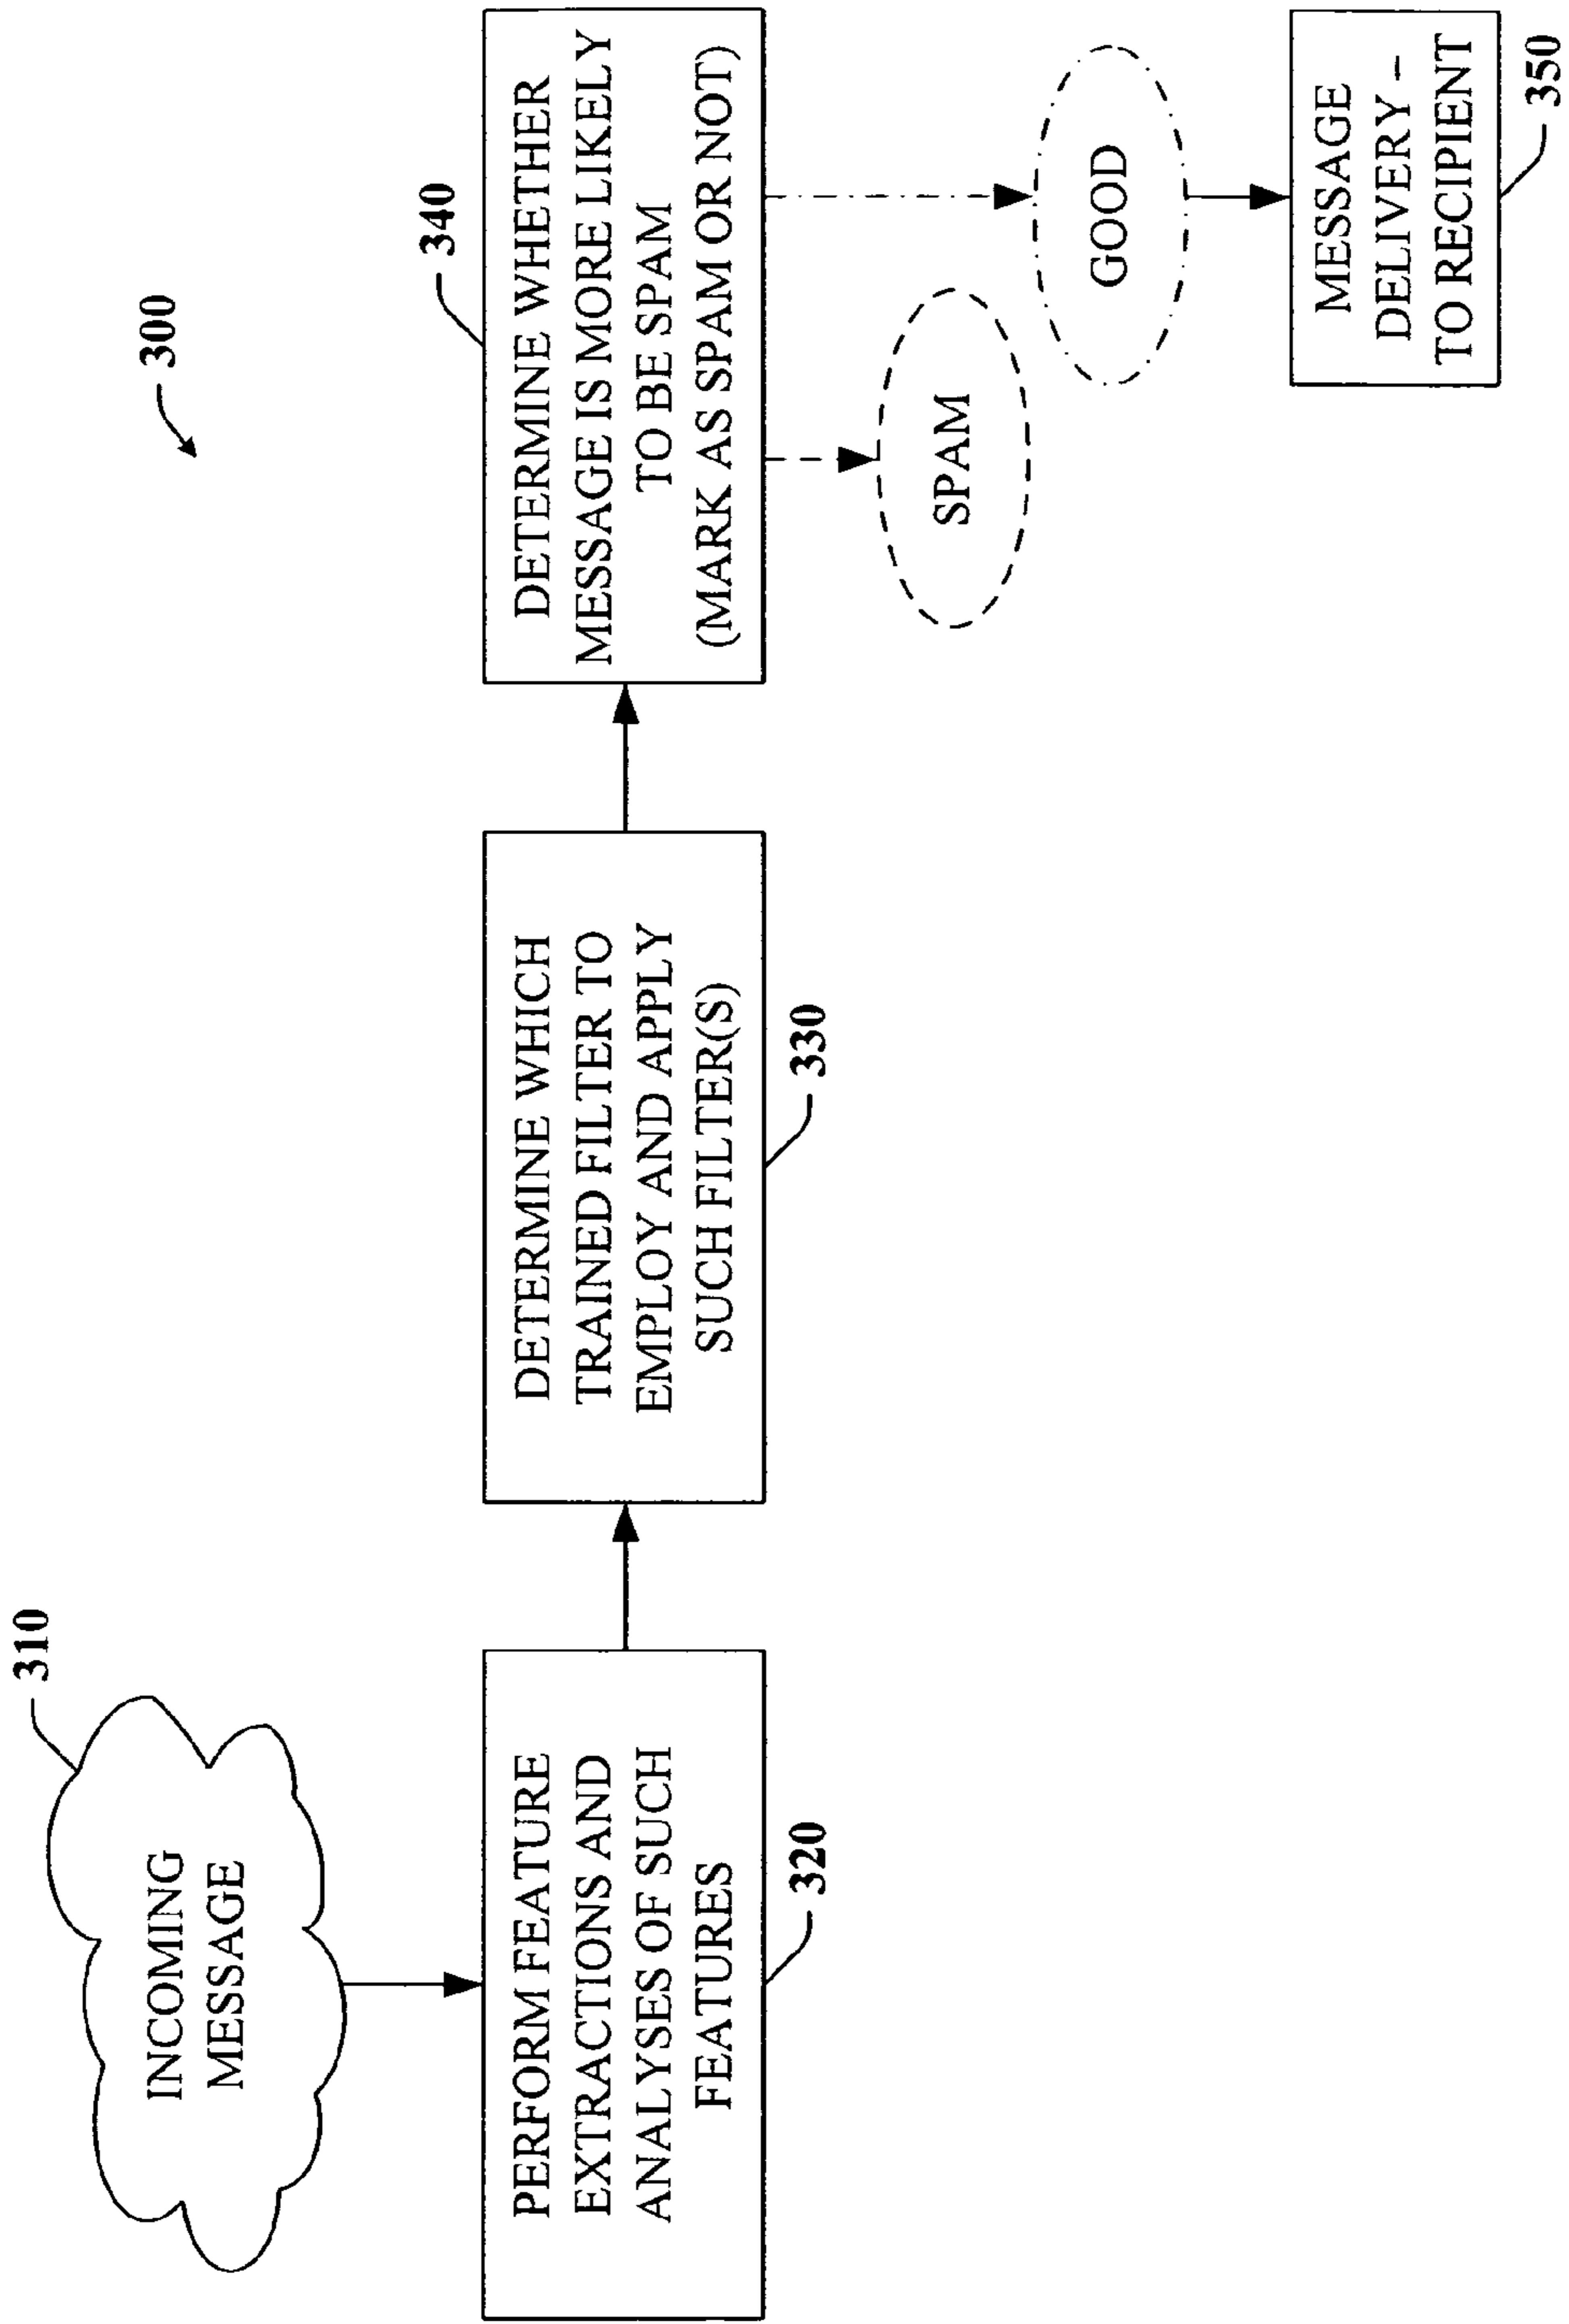 300
310
INCOMING
MESSAGE
PERFORM FEATURE
EXTRACTIONS AND
ANALYSES OF SUCH
FEATURES
320
DETERMINE WHICH
TRAINED FILTER TO
EMPLOY AND APPLY
SUCH FILTER(S)
330
340
DETERMINE WHETHER
MESSAGE IS MORE LIKELY
TO BE SPAM
(MARK AS SPAM OR NOT)
SPAM
GOOD
MESSAGE
DELIVERY –
TO RECIPIENT
350